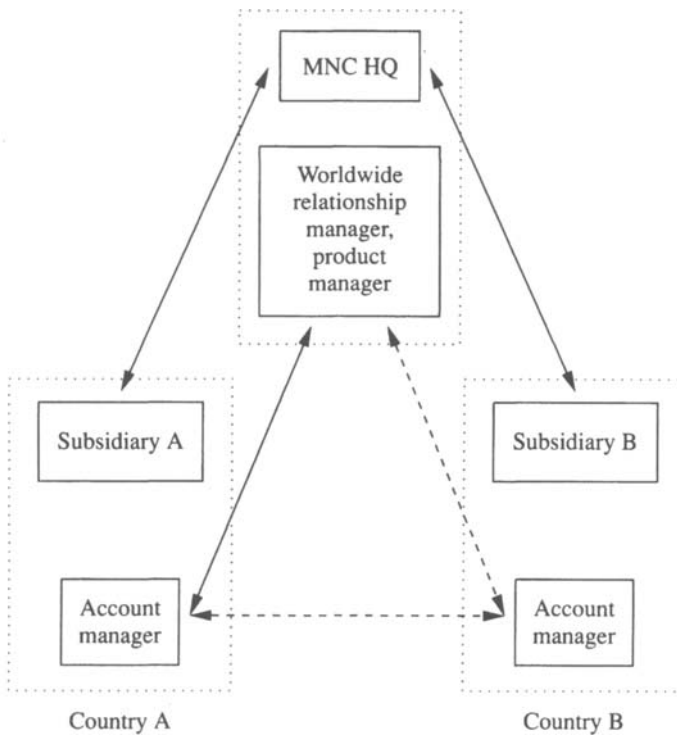 MNC HQ
Worldwide
relationship
manager,
product
manager
Subsidiary A
Subsidiary B
Account
manager
Account
manager
Country A
Country B